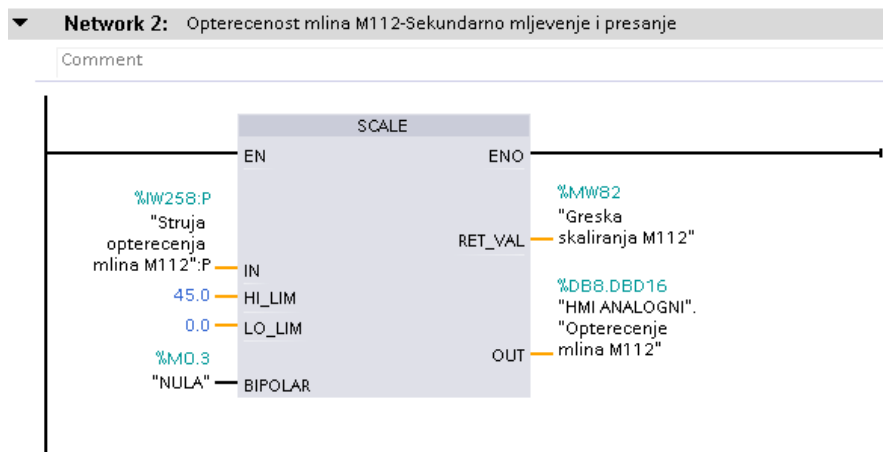 Network 2: Opterecenost mlina M112-Sekundarno mljevenje i presanje
Comment
SCALE
EN
ENO
%IW258:P
"Struja
opterecenja
mlina M112":P
IN
45.0
HI_LIM
0.0
LO_LIM
%M0.3
"NULA"
BIPOLAR
%MW82
"Greska
skaliranja M112"
RET_VAL
%DB8.DBD16
"HMI ANALOGNI".
"Opterecenje
mlina M112"
OUT